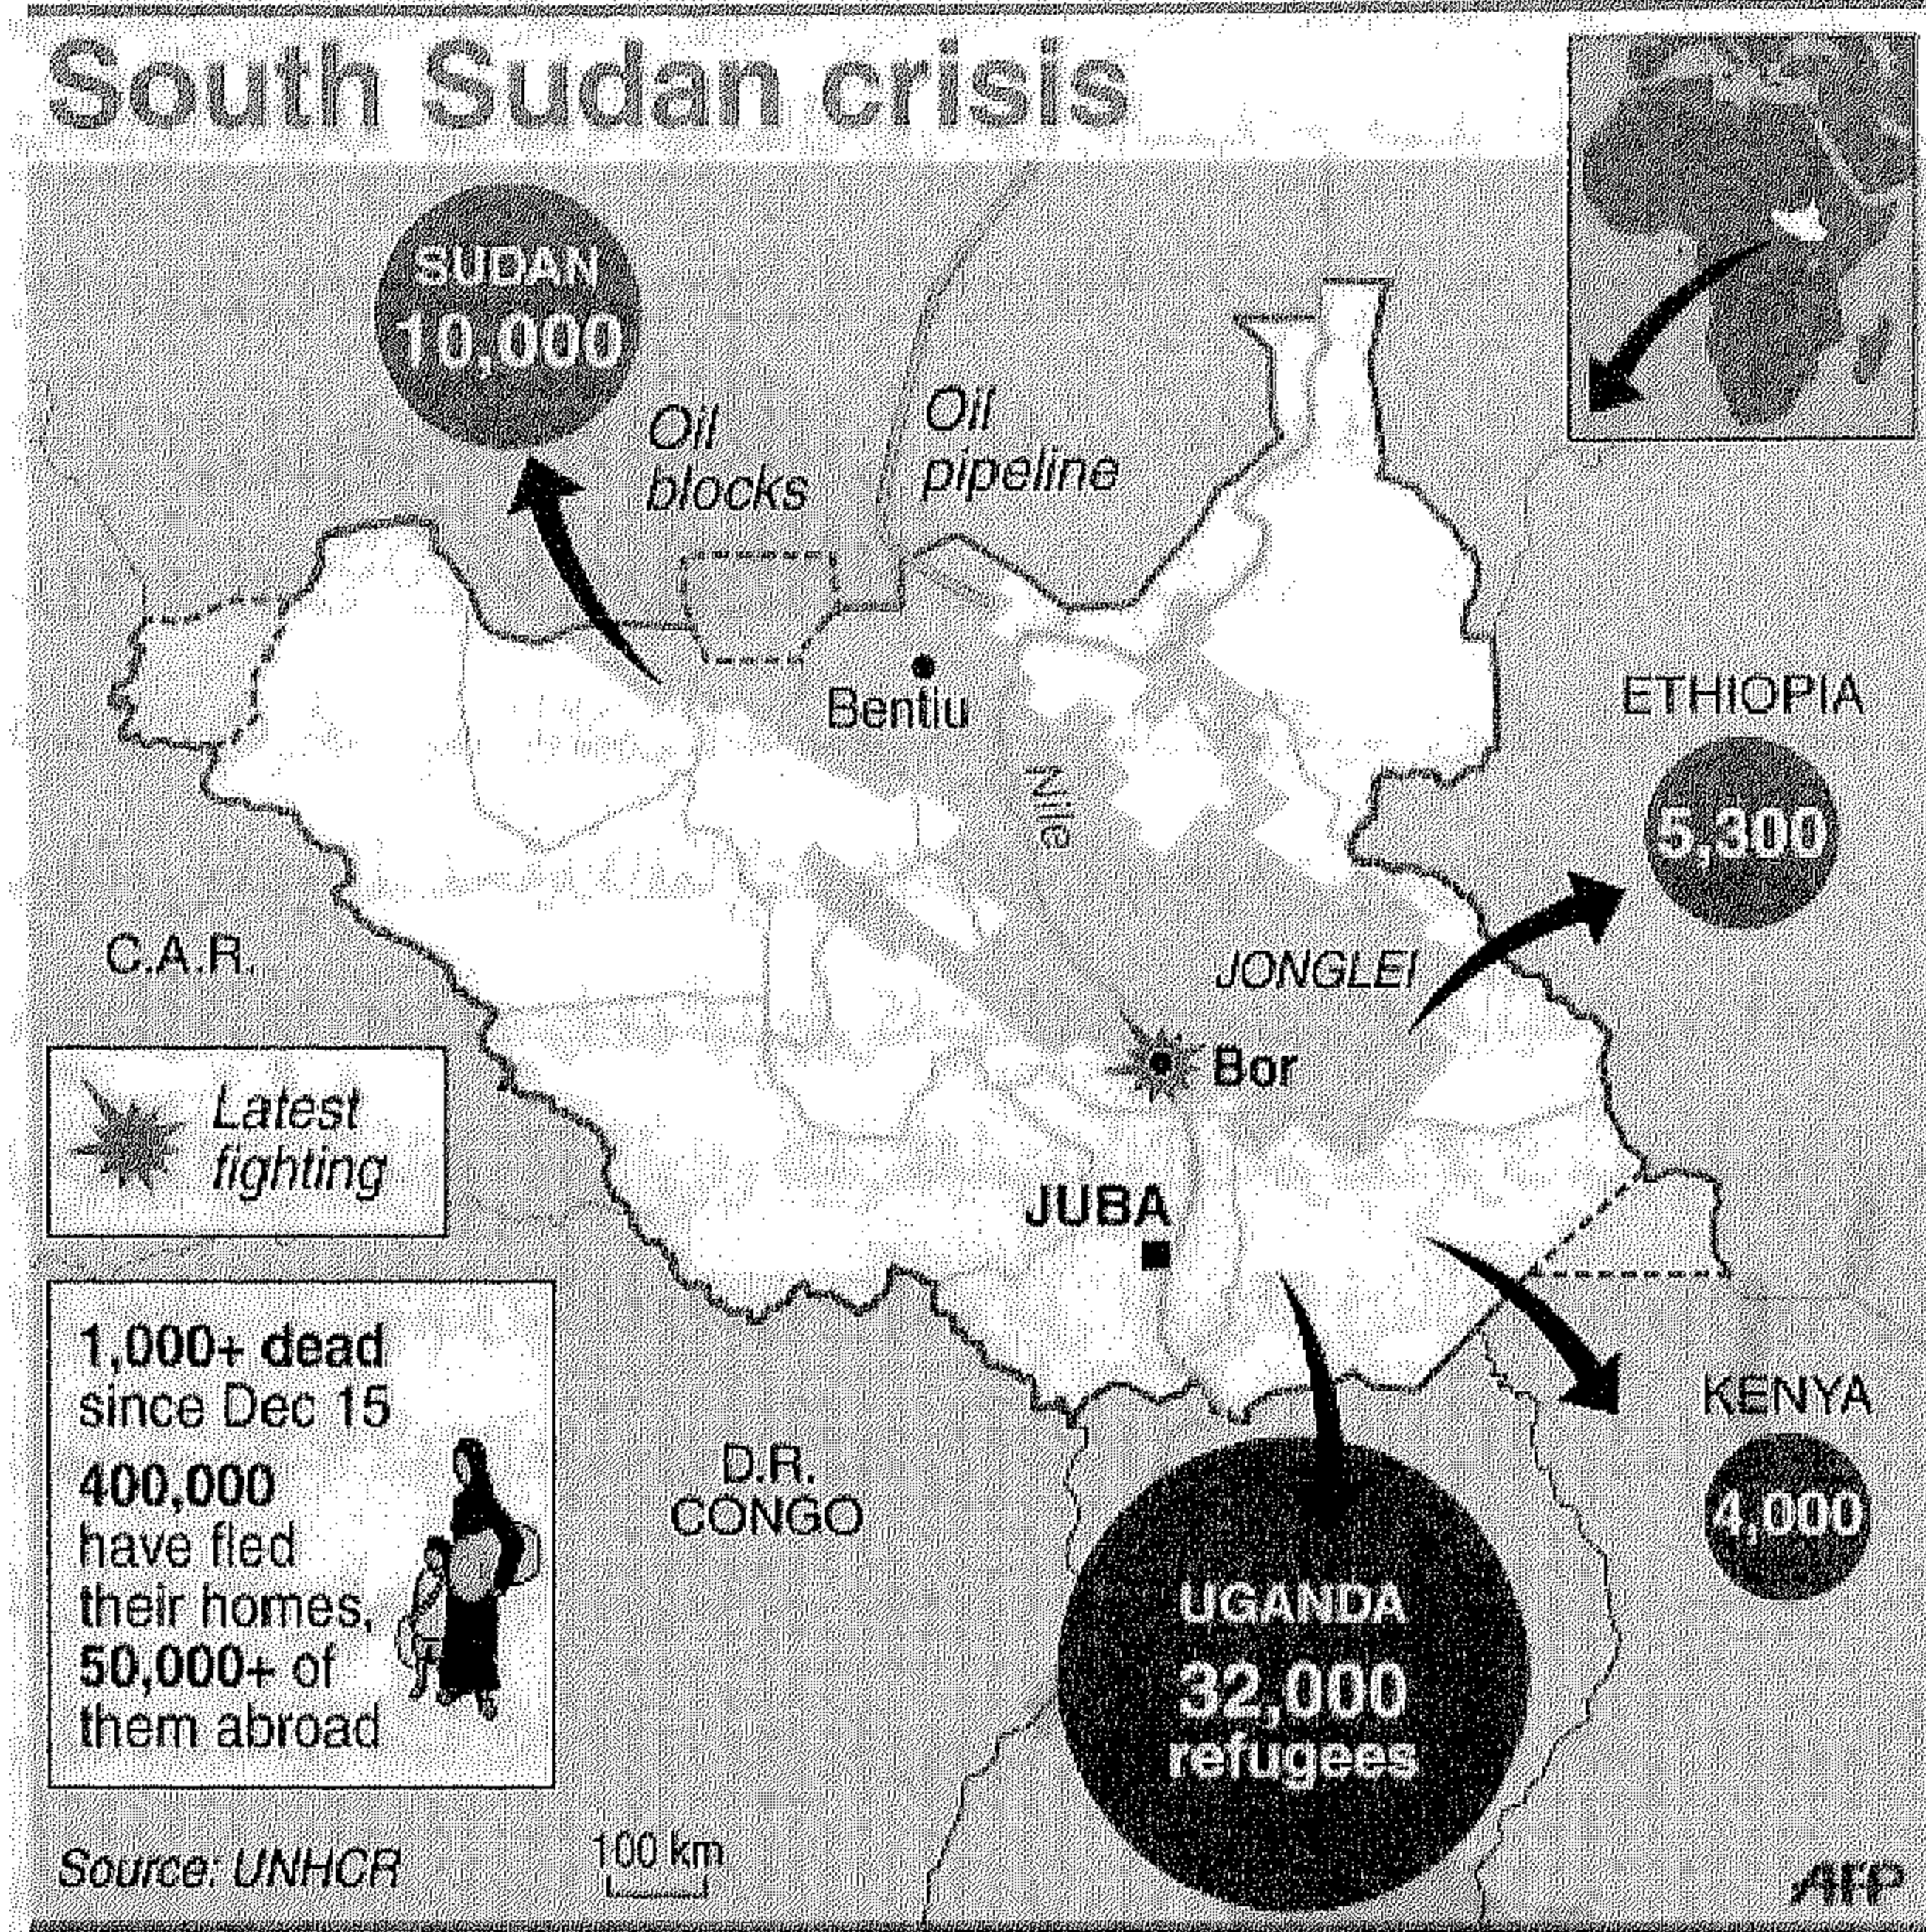 South Sudan crisis
SUDAN
10,000
Oil
blocks
Oil
pipeline
Bentiu
Nile
ETHIOPIA
5,300
C.A.R.
JONGLEI
Bor
Latest
fighting
JUBA
1,000+ dead
since Dec 15
400,000
have fled
their homes,
50,000+ of
them abroad
D.R.
CONGO
KENYA
4,000
UGANDA
32,000
refugees
Source: UNHCR
100 km
AFP